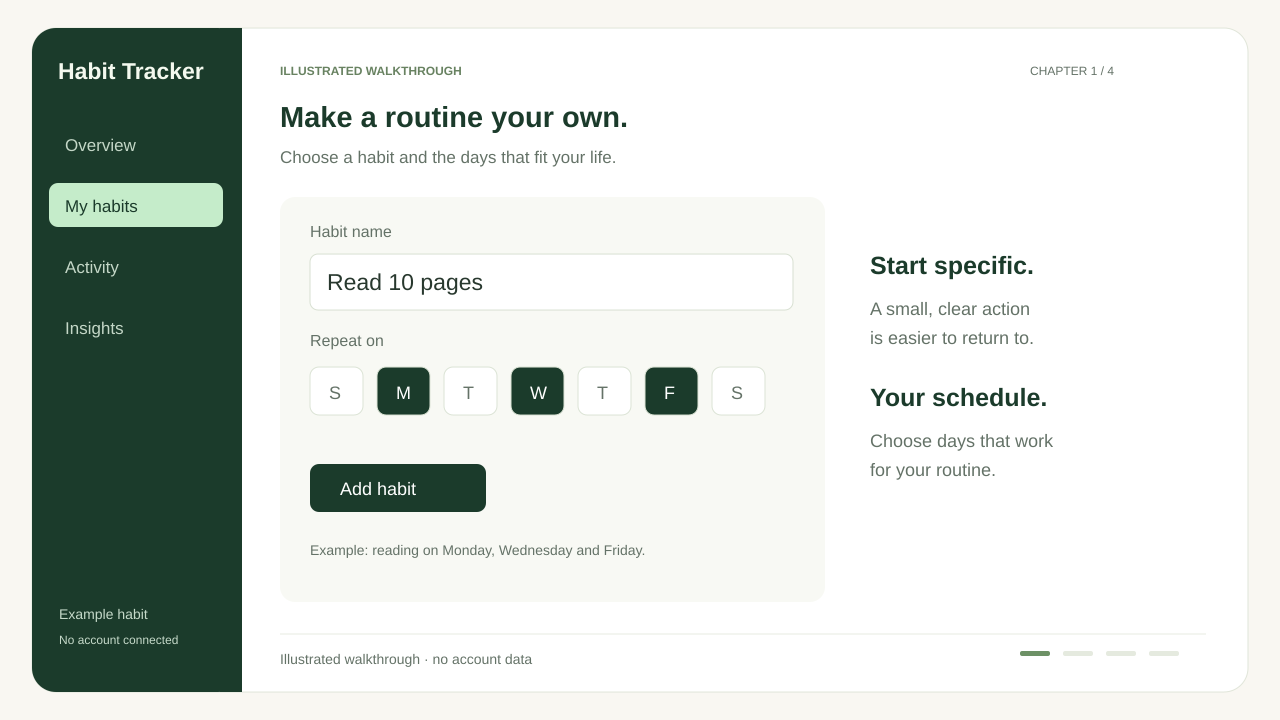 Habit Tracker
Overview
My habits
Activity
Insights
Example habit
No account connected
ILLUSTRATED WALKTHROUGH
CHAPTER 1 / 4
Make a routine your own.
Choose a habit and the days that fit your life.
Habit name
Read 10 pages
Repeat on
S M T W T F S
Add habit
Example: reading on Monday, Wednesday and Friday.
Start specific.
A small, clear action
is easier to return to.
Your schedule.
Choose days that work
for your routine.
Illustrated walkthrough · no account data